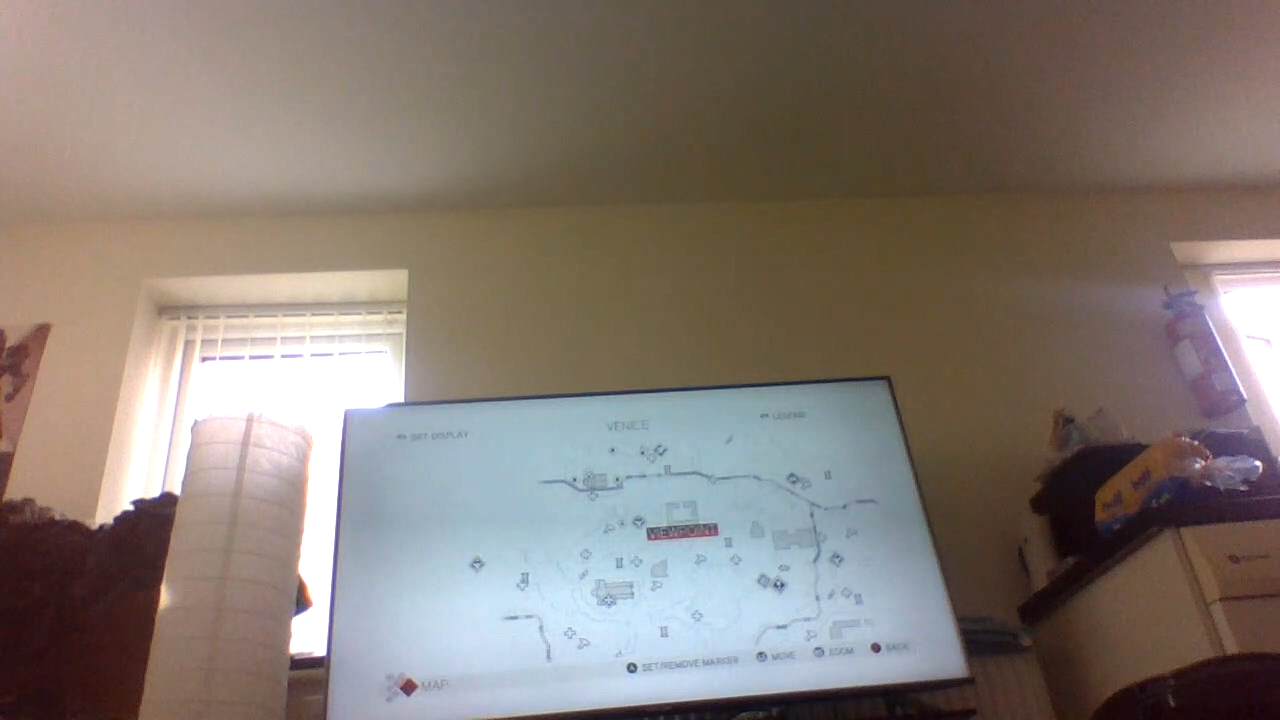 VENICE
LEGEND
SET DISPLAY
VIEWPOINT
SET/REMOVE MARKER
MOVE
ZOOM
BACK
MAP